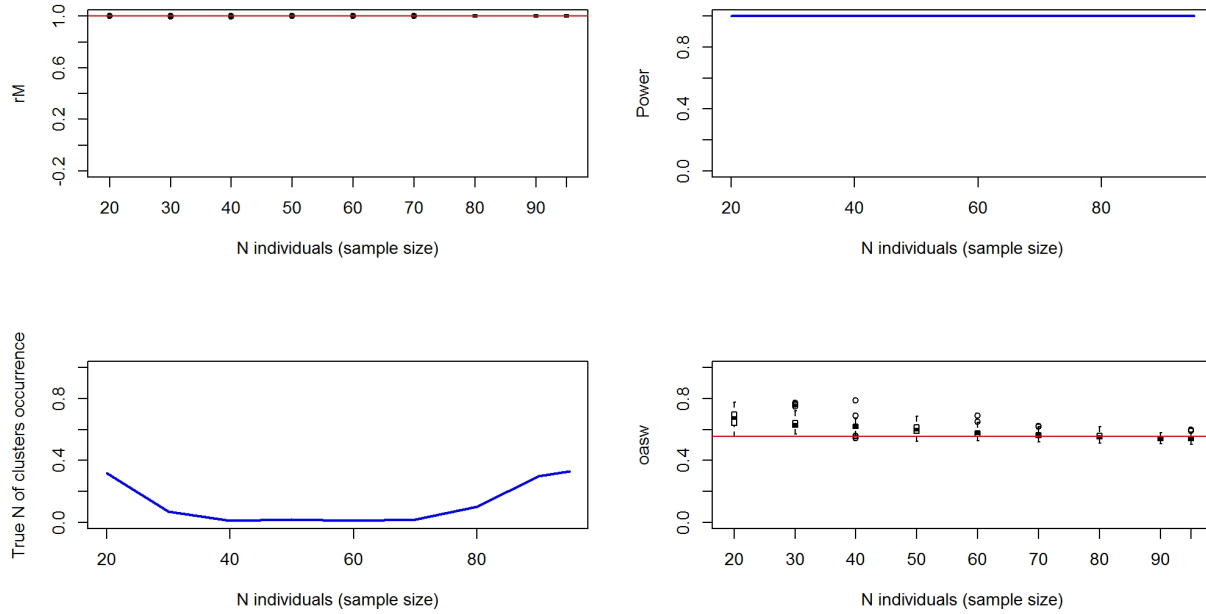 rM
1.0
0.6
0.2
-0.2
20 30 40 50 60 70 80 90
N individuals (sample size)
Power
0.8
0.4
0.0
20 40 60 80
N individuals (sample size)
True N of clusters occurrence
0.8
0.4
0.0
20 40 60 80
N individuals (sample size)
oasw
0.8
0.4
0.0
20 30 40 50 60 70 80 90
N individuals (sample size)